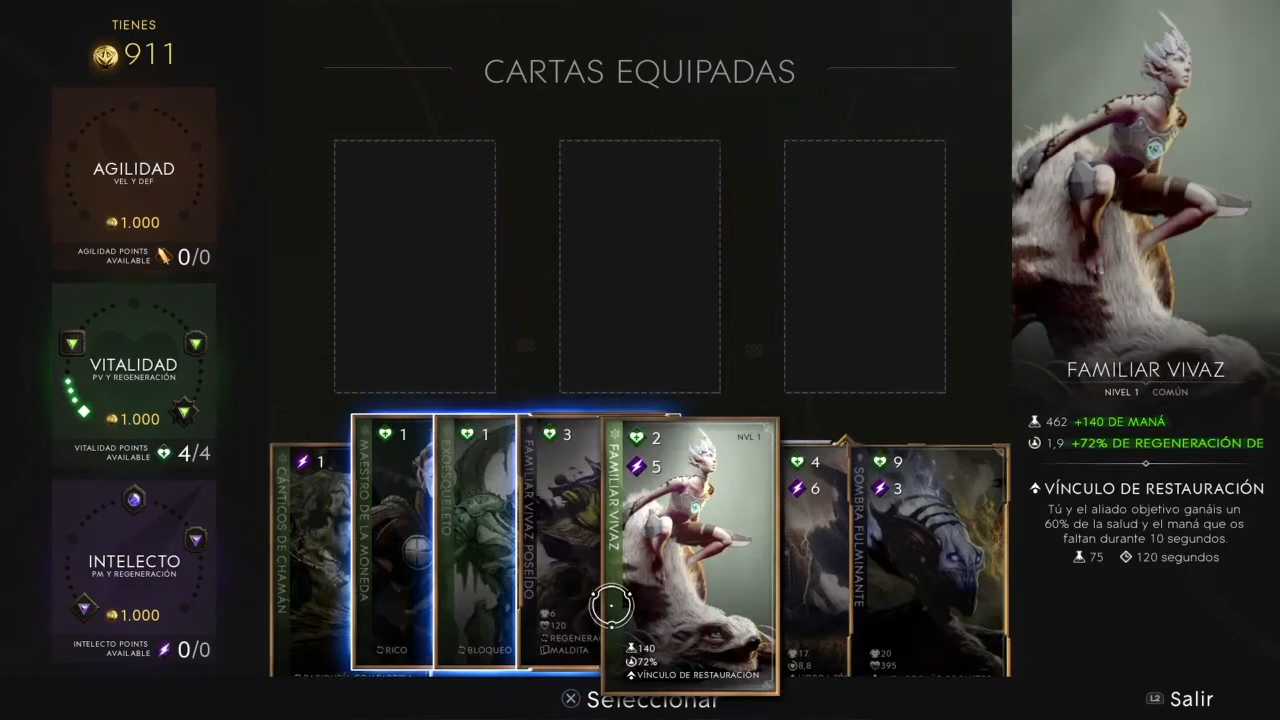 TIENES
911
AGILIDAD
VEL Y DEF
1.000
AGILIDAD POINTS
AVAILABLE
0/0
VITALIDAD
PV Y REGENERACIÓN
1.000
VITALIDAD POINTS
AVAILABLE
4/4
INTELECTO
PM Y REGENERACIÓN
1.000
INTELECTO POINTS
AVAILABLE
0/0
CARTAS EQUIPADAS
1
CÁNTICOS DE CHAMÁN
1
MAESTRO DE LA MONEDA
RICO
1
EXOESQUELETO
BLOQUEO
3
FAMILIAR VIVAZ POSEÍDO
6
120
REGENERA
MALDITA
2
5
NVL 1
FAMILIAR VIVAZ
140
72%
VÍNCULO DE RESTAURACIÓN
4
6
17
8,8
9
3
SOMBRA FULMINANTE
20
395
Seleccionar
FAMILIAR VIVAZ
NIVEL 1 COMÚN
462 +140 DE MANÁ
1,9 +72% DE REGENERACIÓN DE
VÍNCULO DE RESTAURACIÓN
Tú y el aliado objetivo ganáis un
60% de la salud y el maná que os
faltan durante 10 segundos.
75 120 segundos
L2 Salir